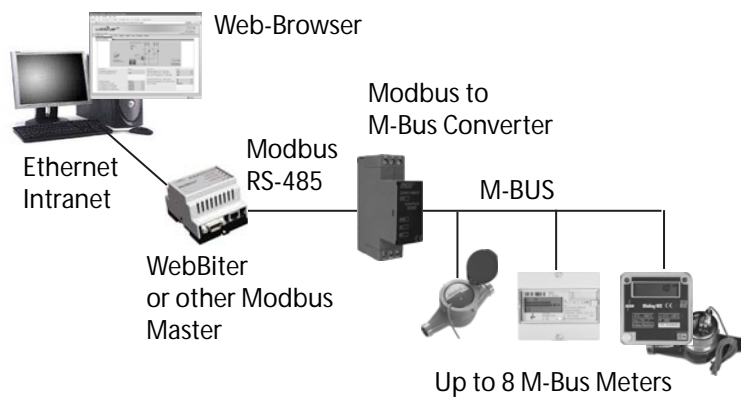 Web-Browser
Modbus to
M-Bus Converter
Ethernet
Intranet
Modbus
RS-485
M-BUS
WebBiter
or other Modbus
Master
Up to 8 M-Bus Meters